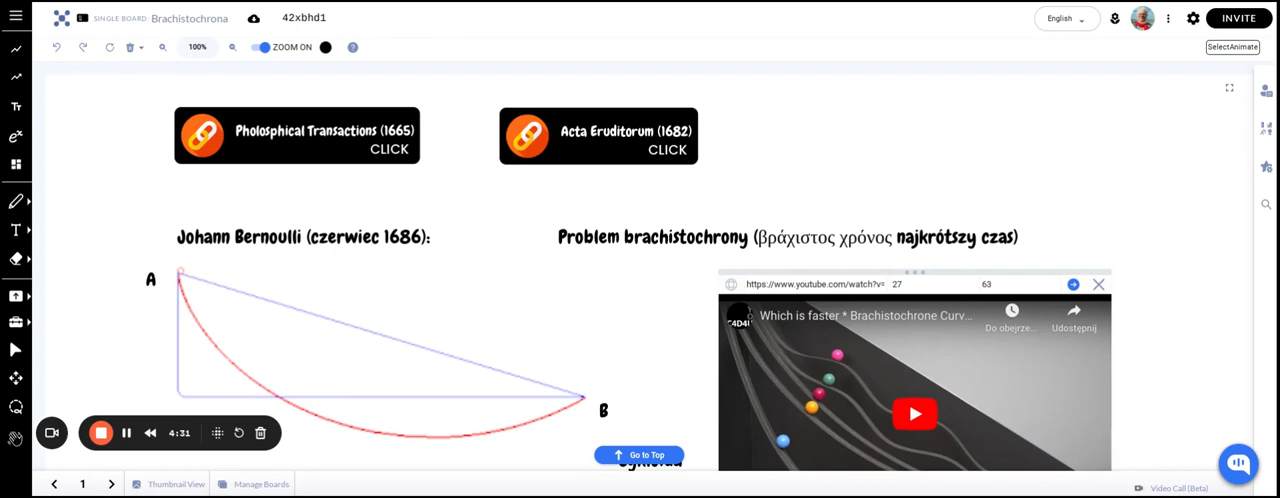 SINGLE BOARD: Brachistochrona
42xbhd1
English
INVITE
100%
ZOOM ON
?
SelectAnimate
Tr
eˣ
T
Pholosphical Transactions (1665)
CLICK
Acta Eruditorum (1682)
CLICK
Johann Bernoulli (czerwiec 1686):
Problem brachistochrony (βράχιστος χρόνος najkrótszy czas)
A
B
https://www.youtube.com/watch?v=
27
63
Which is faster * Brachistochrone Curv...
Do obejrze...
Udostępnij
4:31
Go to Top
1
Thumbnail View
Manage Boards
Video Call (Beta)